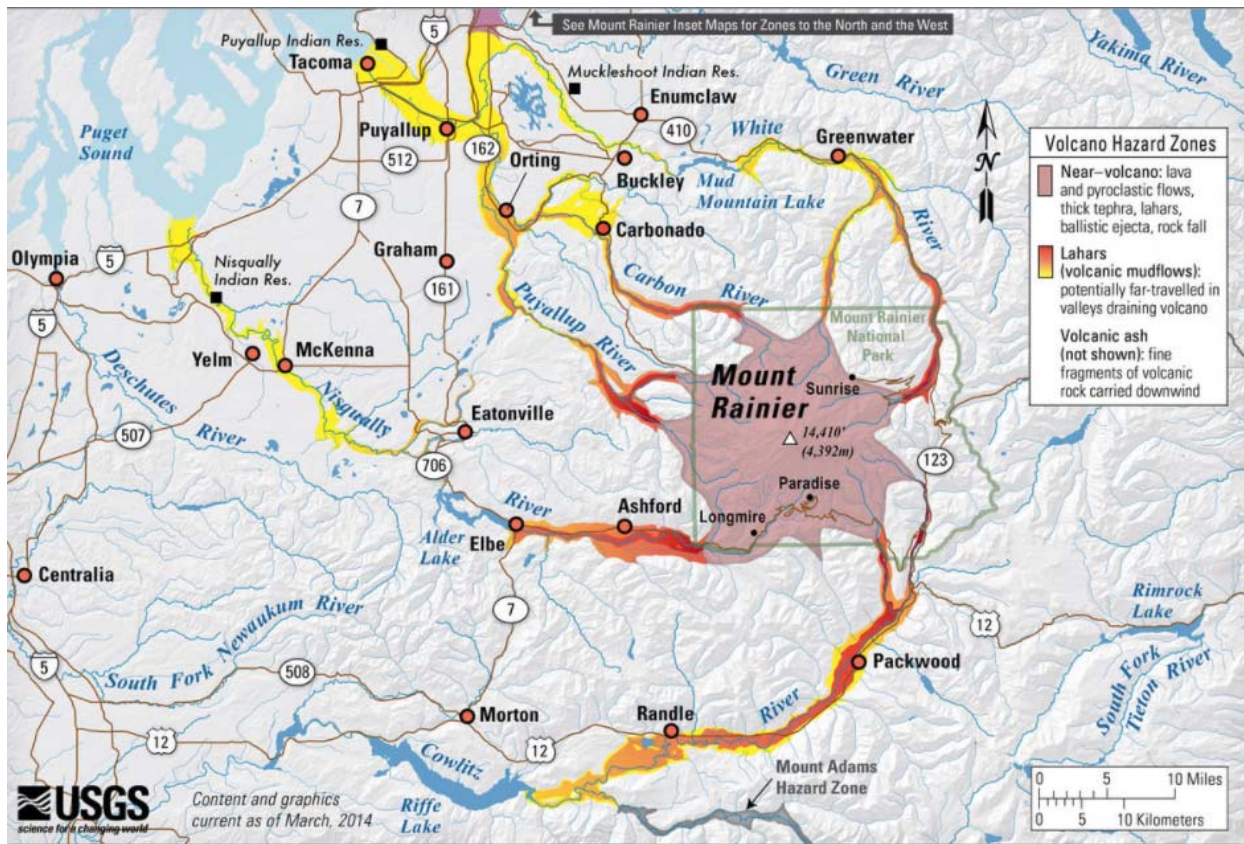 See Mount Rainier Inset Maps for Zones to the North and the West
5
Puyallup Indian Res.
Tacoma
Muckleshoot Indian Res.
Enumclaw
Green River
Yakima River
Puget
Sound
Puyallup
410
White
Greenwater
512
162
Orting
Buckley
Mud
Mountain Lake
River
N
Volcano Hazard Zones
Near–volcano: lava
and pyroclastic flows,
thick tephra, lahars,
ballistic ejecta, rock fall
Lahars
(volcanic mudflows):
potentially far-travelled in
valleys draining volcano
Volcanic ash
(not shown): fine
fragments of volcanic
rock carried downwind
7
Carbonado
Olympia
5
Nisqually
Indian Res.
Graham
161
Carbon River
5
Puyallup
River
Mount Rainier
National
Park
Yelm
McKenna
Mount
Rainier
Sunrise
Deschutes
River
Nisqually
Eatonville
14,410'
(4,392m)
507
706
123
Paradise
River
Ashford
Longmire
Alder
Lake
Elbe
Centralia
7
12
Rimrock
Lake
South Fork Newaukum River
South Fork
Tieton River
5
508
Packwood
Morton
Randle
River
12
12
Cowlitz
Riffe
Lake
Mount Adams
Hazard Zone
0 5 10 Miles
0 5 10 Kilometers
USGS
science for a changing world
Content and graphics
current as of March, 2014